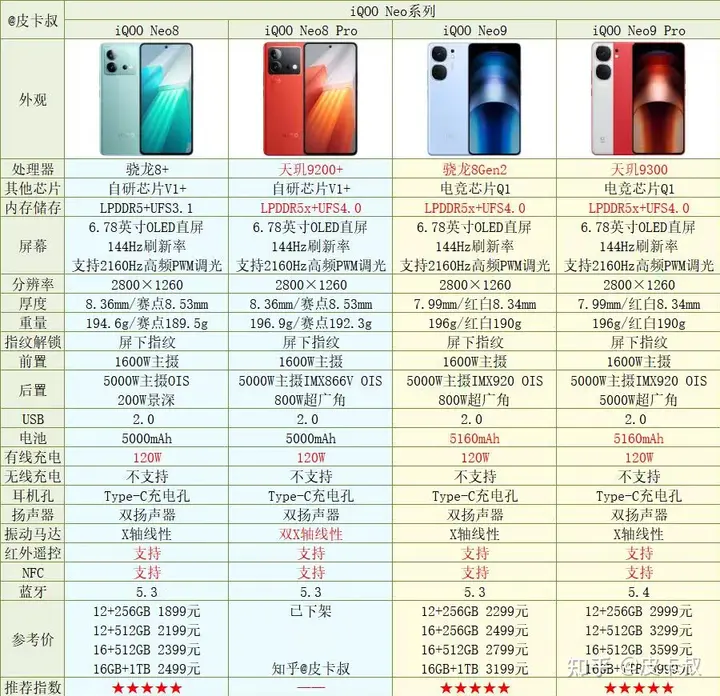 @皮卡叔
iQOO Neo系列
iQOO Neo8 iQOO Neo8 Pro iQOO Neo9 iQOO Neo9 Pro
外观
处理器 骁龙8+ 天玑9200+ 骁龙8Gen2 天玑9300
其他芯片 自研芯片V1+ 自研芯片V1+ 电竞芯片Q1 电竞芯片Q1
内存储存 LPDDR5+UFS3.1 LPDDR5x+UFS4.0 LPDDR5x+UFS4.0 LPDDR5x+UFS4.0
屏幕
6.78英寸OLED直屏 6.78英寸OLED直屏 6.78英寸OLED直屏 6.78英寸OLED直屏
144Hz刷新率 144Hz刷新率 144Hz刷新率 144Hz刷新率
支持2160Hz高频PWM调光 支持2160Hz高频PWM调光 支持2160Hz高频PWM调光 支持2160Hz高频PWM调光
分辨率 2800×1260 2800×1260 2800×1260 2800×1260
厚度 8.36mm/赛点8.53mm 8.36mm/赛点8.53mm 7.99mm/红白8.34mm 7.99mm/红白8.34mm
重量 194.6g/赛点189.5g 196.9g/赛点192.3g 196g/红白190g 196g/红白190g
指纹解锁 屏下指纹 屏下指纹 屏下指纹 屏下指纹
前置 1600W主摄 1600W主摄 1600W主摄 1600W主摄
后置
5000W主摄OIS 5000W主摄IMX866V OIS 5000W主摄IMX920 OIS 5000W主摄IMX920 OIS
200W景深 800W超广角 800W超广角 5000W超广角
USB 2.0 2.0 2.0 2.0
电池 5000mAh 5000mAh 5160mAh 5160mAh
有线充电 120W 120W 120W 120W
无线充电 不支持 不支持 不支持 不支持
耳机孔 Type-C充电孔 Type-C充电孔 Type-C充电孔 Type-C充电孔
扬声器 双扬声器 双扬声器 双扬声器 双扬声器
振动马达 X轴线性 双X轴线性 X轴线性 X轴线性
红外遥控 支持 支持 支持 支持
NFC 支持 支持 支持 支持
蓝牙 5.3 5.3 5.3 5.4
参考价
12+256GB 1899元 已下架 12+256GB 2299元 12+256GB 2999元
12+512GB 2199元 16+256GB 2499元 12+512GB 3299元
16+512GB 2399元 16+512GB 2799元 16+512GB 3599元
16GB+1TB 2499元 知乎@皮卡叔 16GB+1TB 3199元
知乎 @皮卡叔
推荐指数 ★★★★★ —— ★★★★★ ★★★★★